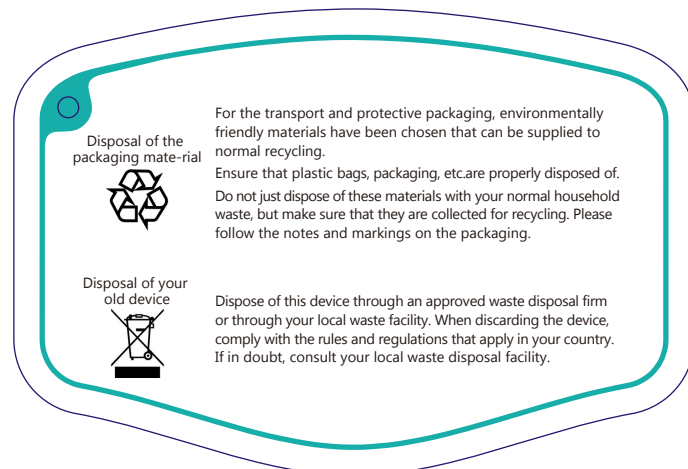 Disposal of the
packaging mate-rial
For the transport and protective packaging, environmentally
friendly materials have been chosen that can be supplied to
normal recycling.
Ensure that plastic bags, packaging, etc.are properly disposed of.
Do not just dispose of these materials with your normal household
waste, but make sure that they are collected for recycling. Please
follow the notes and markings on the packaging.
Disposal of your
old device
Dispose of this device through an approved waste disposal firm
or through your local waste facility. When discarding the device,
comply with the rules and regulations that apply in your country.
If in doubt, consult your local waste disposal facility.